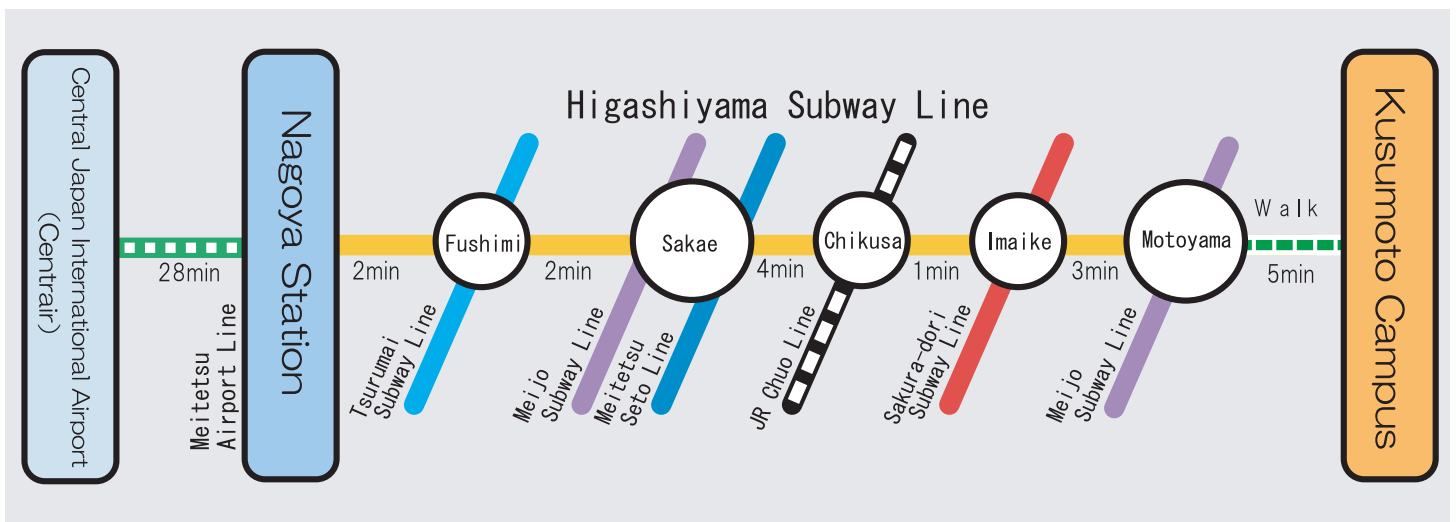 Higashiyama Subway Line
Central Japan International Airport
(Centrair)
28min
Meitetsu
Airport Line
Nagoya Station
2min
Fushimi
Tsurumai
Subway Line
2min
Sakae
Meijo
Subway Line
Meitetsu
Seto Line
4min
Chikusa
JR Chuo Line
1min
Imaike
Sakura-dori
Subway Line
3min
Motoyama
Meijo
Subway Line
Walk
5min
Kusumoto Campus